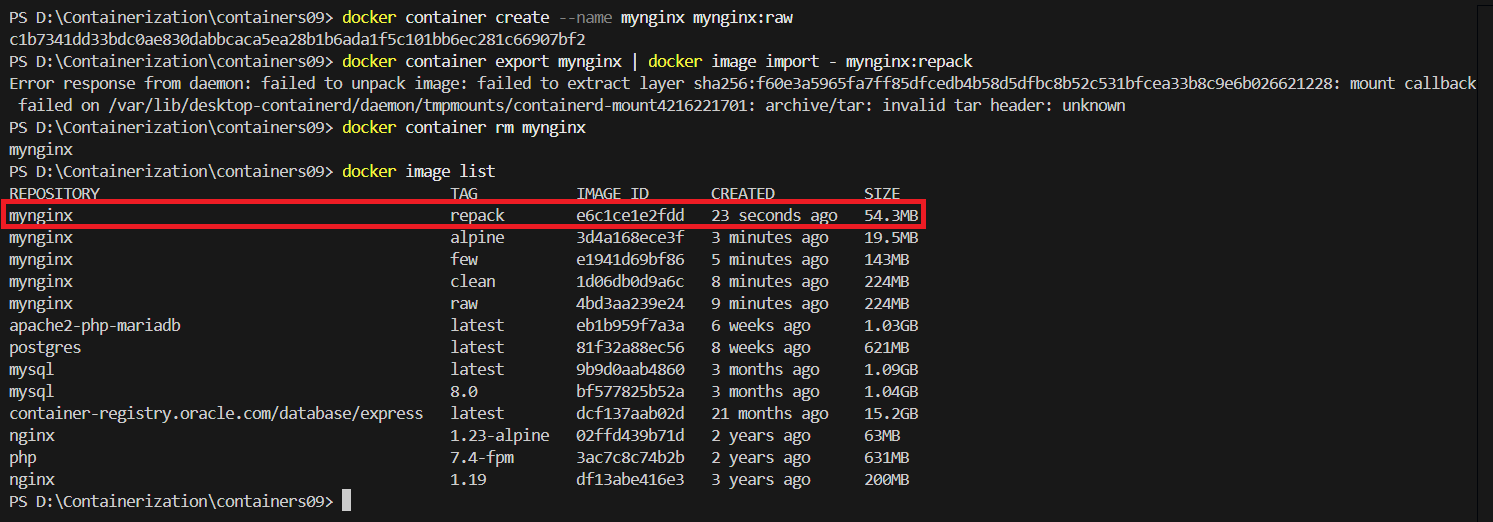 PS D:\Containerization\containers09> docker container create --name mynginx mynginx:raw
c1b7341dd33bdc0ae830dabbcaca5ea28b1b6ada1f5c101bb6ec281c66907bf2
PS D:\Containerization\containers09> docker container export mynginx | docker image import - mynginx:repack
Error response from daemon: failed to unpack image: failed to extract layer sha256:f60e3a5965fa7ff85dfcedb4b58d5dfbc8b52c531bfcea33b8c9e6b026621228: mount callback
failed on /var/lib/desktop-containerd/daemon/tmpmounts/containerd-mount4216221701: archive/tar: invalid tar header: unknown
PS D:\Containerization\containers09> docker container rm mynginx
mynginx
PS D:\Containerization\containers09> docker image list
REPOSITORY TAG IMAGE ID CREATED SIZE
mynginx repack e6c1ce1e2fdd 23 seconds ago 54.3MB
mynginx alpine 3d4a168ece3f 3 minutes ago 19.5MB
mynginx few e1941d69bf86 5 minutes ago 143MB
mynginx clean 1d06db0d9a6c 8 minutes ago 224MB
mynginx raw 4bd3aa239e24 9 minutes ago 224MB
apache2-php-mariadb latest eb1b959f7a3a 6 weeks ago 1.03GB
postgres latest 81f32a88ec56 8 weeks ago 621MB
mysql latest 9b9d0aab4860 3 months ago 1.09GB
mysql 8.0 bf577825b52a 3 months ago 1.04GB
container-registry.oracle.com/database/express latest dcf137aab02d 21 months ago 15.2GB
nginx 1.23-alpine 02ffd439b71d 2 years ago 63MB
php 7.4-fpm 3ac7c8c74b2b 2 years ago 631MB
nginx 1.19 df13abe416e3 3 years ago 200MB
PS D:\Containerization\containers09>